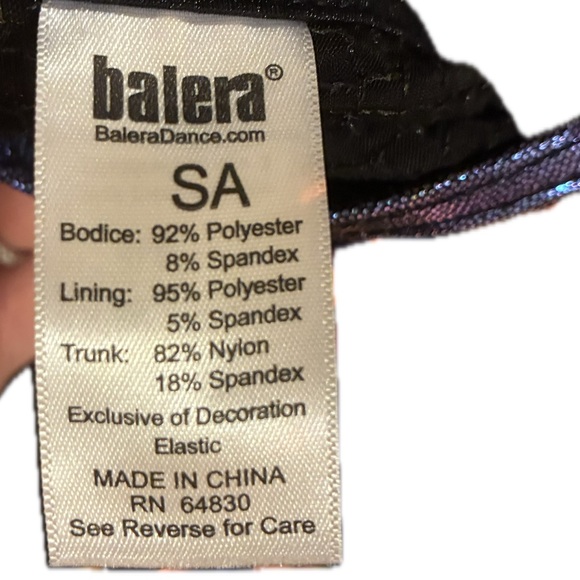 balera®
BaleraDance.com
SA
Bodice: 92% Polyester
8% Spandex
Lining: 95% Polyester
5% Spandex
Trunk: 82% Nylon
18% Spandex
Exclusive of Decoration
Elastic
MADE IN CHINA
RN 64830
See Reverse for Care